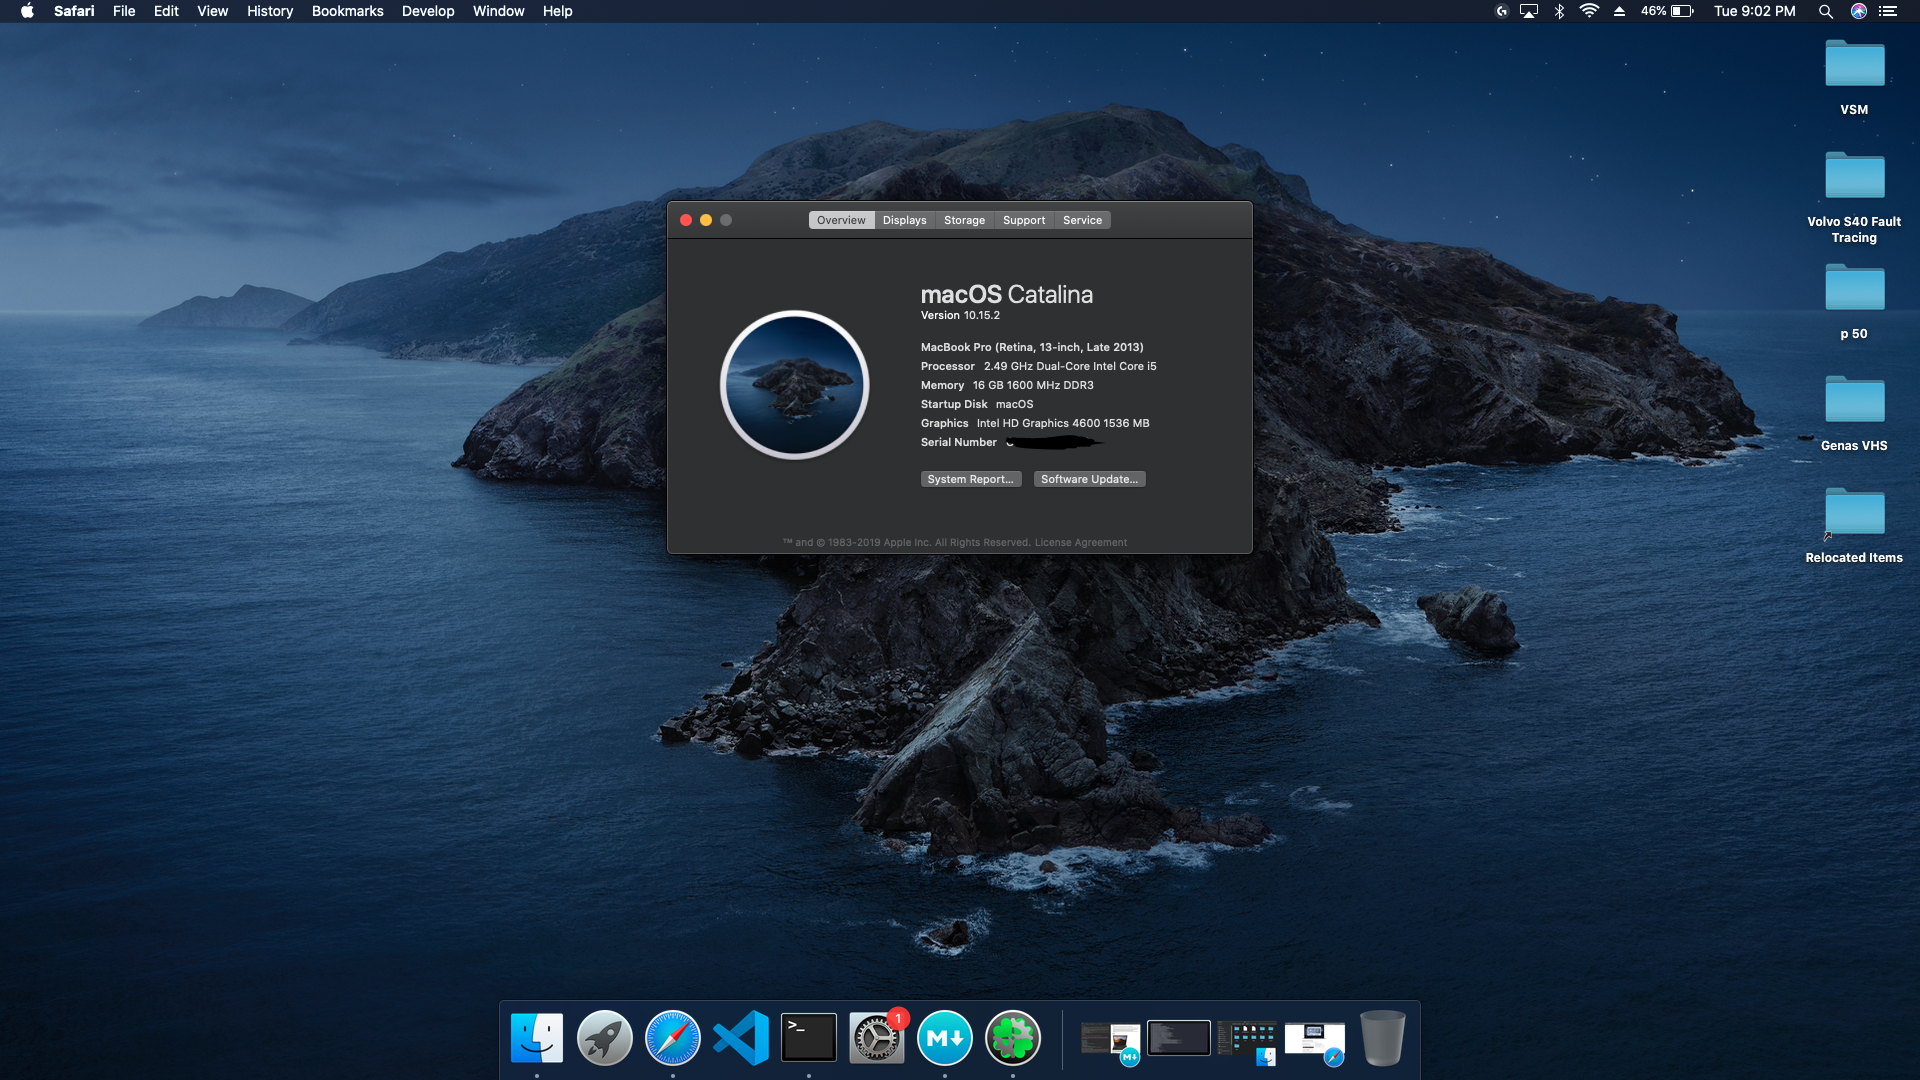 Safari File Edit View History Bookmarks Develop Window Help
46% Tue 9:02 PM
VSM
Volvo S40 Fault
Tracing
p 50
Genas VHS
Relocated Items
Overview Displays Storage Support Service
macOS Catalina
Version 10.15.2
MacBook Pro (Retina, 13-inch, Late 2013)
Processor 2.49 GHz Dual-Core Intel Core i5
Memory 16 GB 1600 MHz DDR3
Startup Disk macOS
Graphics Intel HD Graphics 4600 1536 MB
Serial Number
System Report... Software Update...
™ and © 1983-2019 Apple Inc. All Rights Reserved. License Agreement
>_
1
M↓
M↓